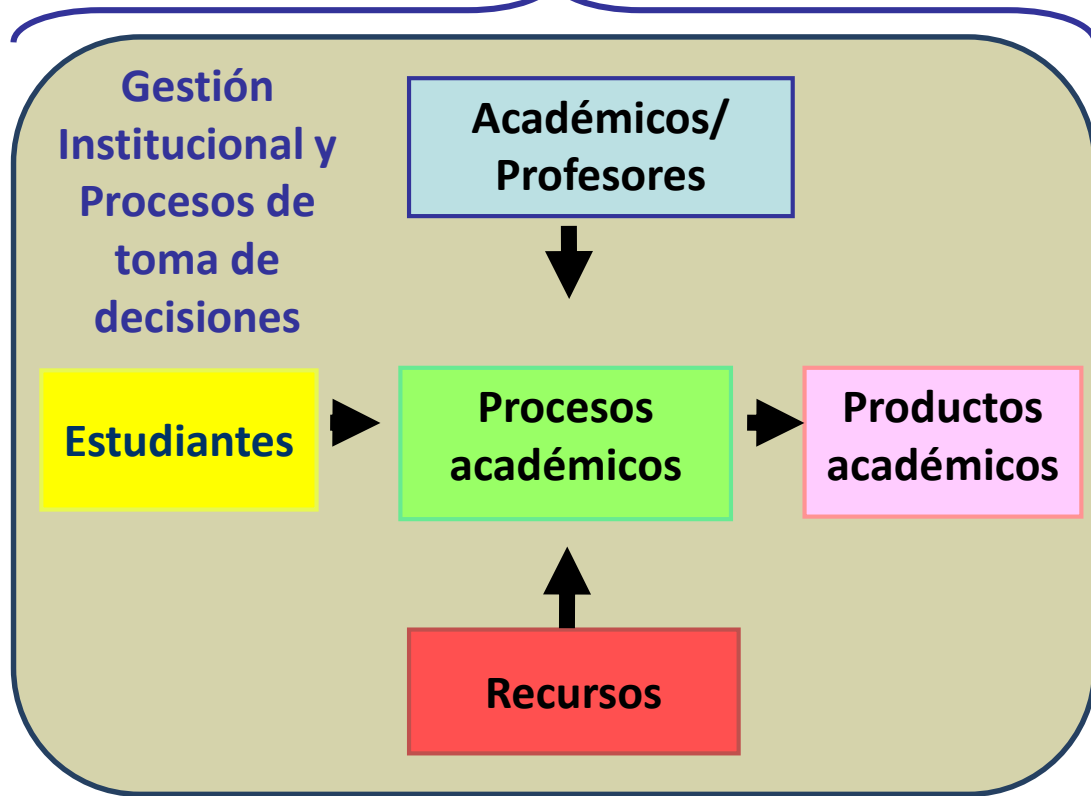 Gestión
Institucional y
Procesos de
toma de
decisiones
Académicos/
Profesores
Estudiantes
Procesos
académicos
Productos
académicos
Recursos